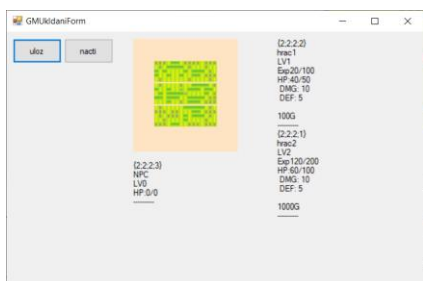 GMUkldaniForm
uloz
nacti
{2;2;2;3}
NPC
LV0
HP:0/0
--------
{2;2;2;2}
hrac1
LV1
Exp20/100
HP:40/50
DMG: 10
DEF: 5
100G
--------
{2;2;2;1}
hrac2
LV2
Exp120/200
HP:60/100
DMG: 10
DEF: 5
1000G
--------